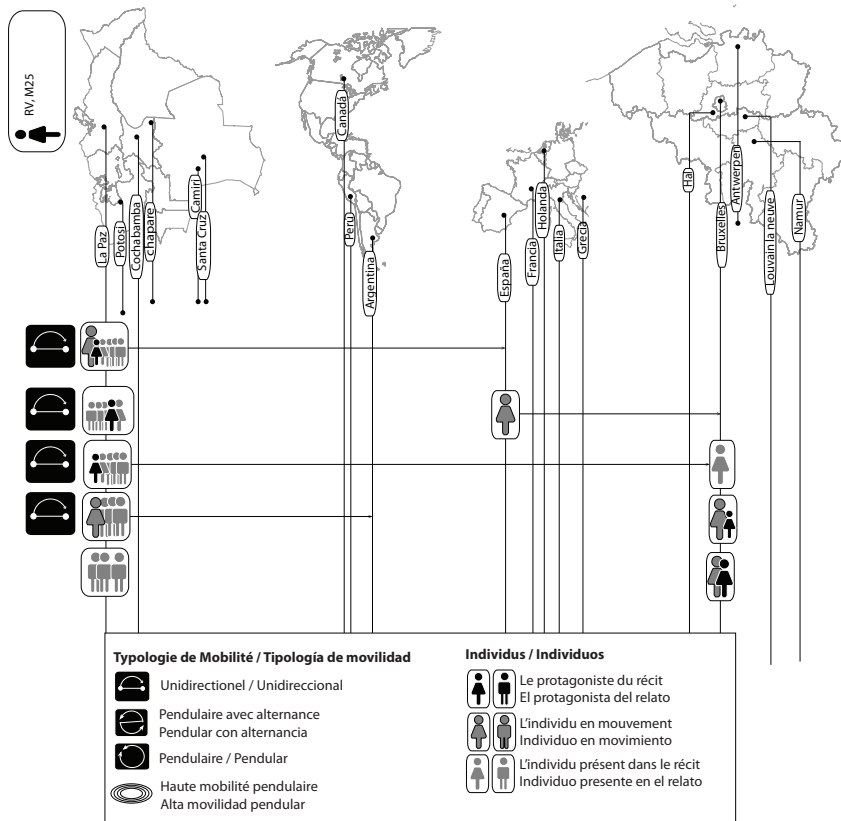 RV, M25
La Paz
Potosi
Cochabamba
chapare
Camiri
Santa Cruz
Canadá
Perú
Argentina
España
Francia
Holanda
Italia
Grecia
Hal
Bruxelles
Antwerpen
Louvain la neuve
Namur
Typologie de Mobilité / Tipología de movilidad
Unidirectionel / Unidireccional
Pendulaire avec alternance
Pendular con alternancia
Pendulaire / Pendular
Haute mobilité pendulaire
Alta movilidad pendular
Individus / Individuos
Le protagoniste du récit
El protagonista del relato
L'individu en mouvement
Individuo en movimiento
L'individu présent dans le récit
Individuo presente en el relato